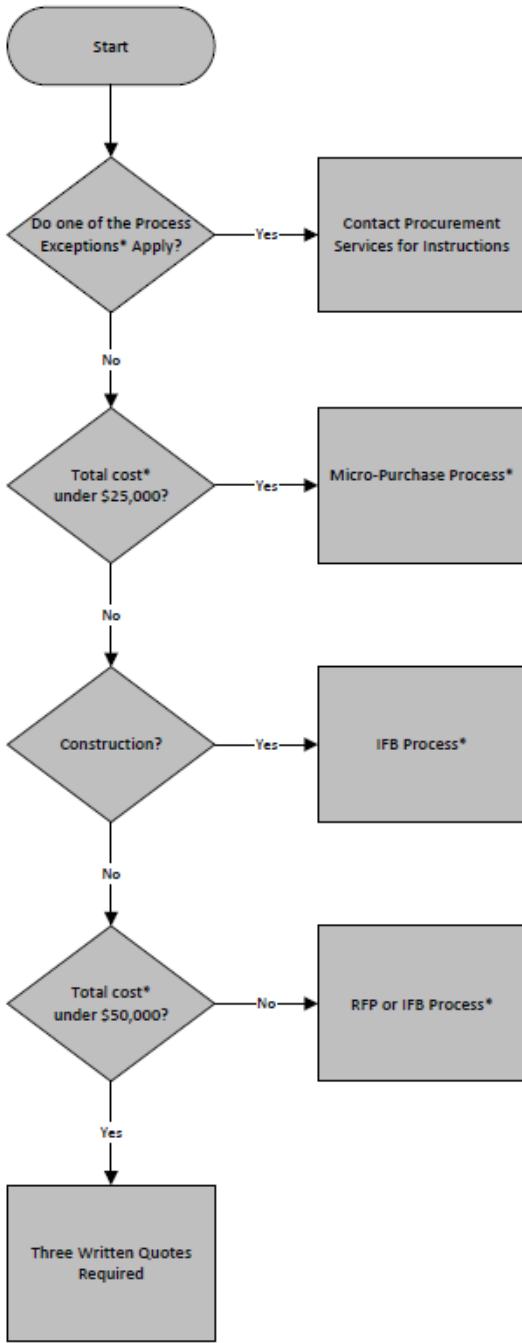 Start
Do one of the Process
Exceptions* Apply?
Yes
Contact Procurement
Services for Instructions
No
Total cost*
under $25,000?
Yes
Micro-Purchase Process*
No
Construction?
Yes
IFB Process*
No
Total cost*
under $50,000?
No
RFP or IFB Process*
Yes
Three Written Quotes
Required